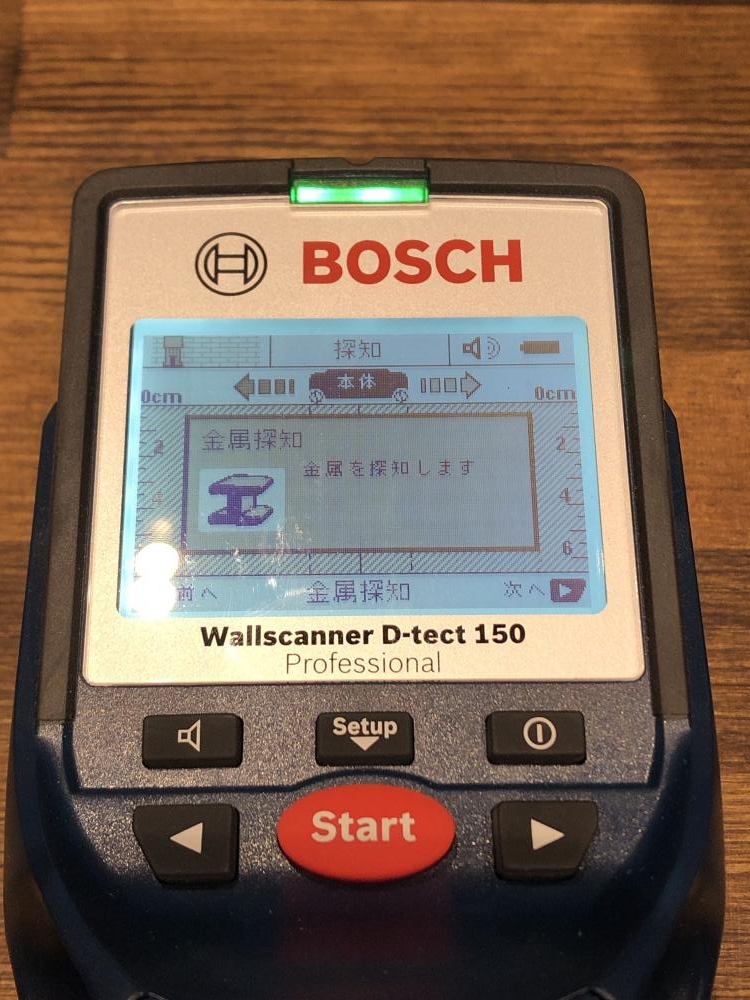 BOSCH
探知
本体
0cm 0cm
金属探知
2 2
金属を探知します
4 4
6
前へ 金属探知 次へ
Wallscanner D-tect 150
Professional
Setup
Start